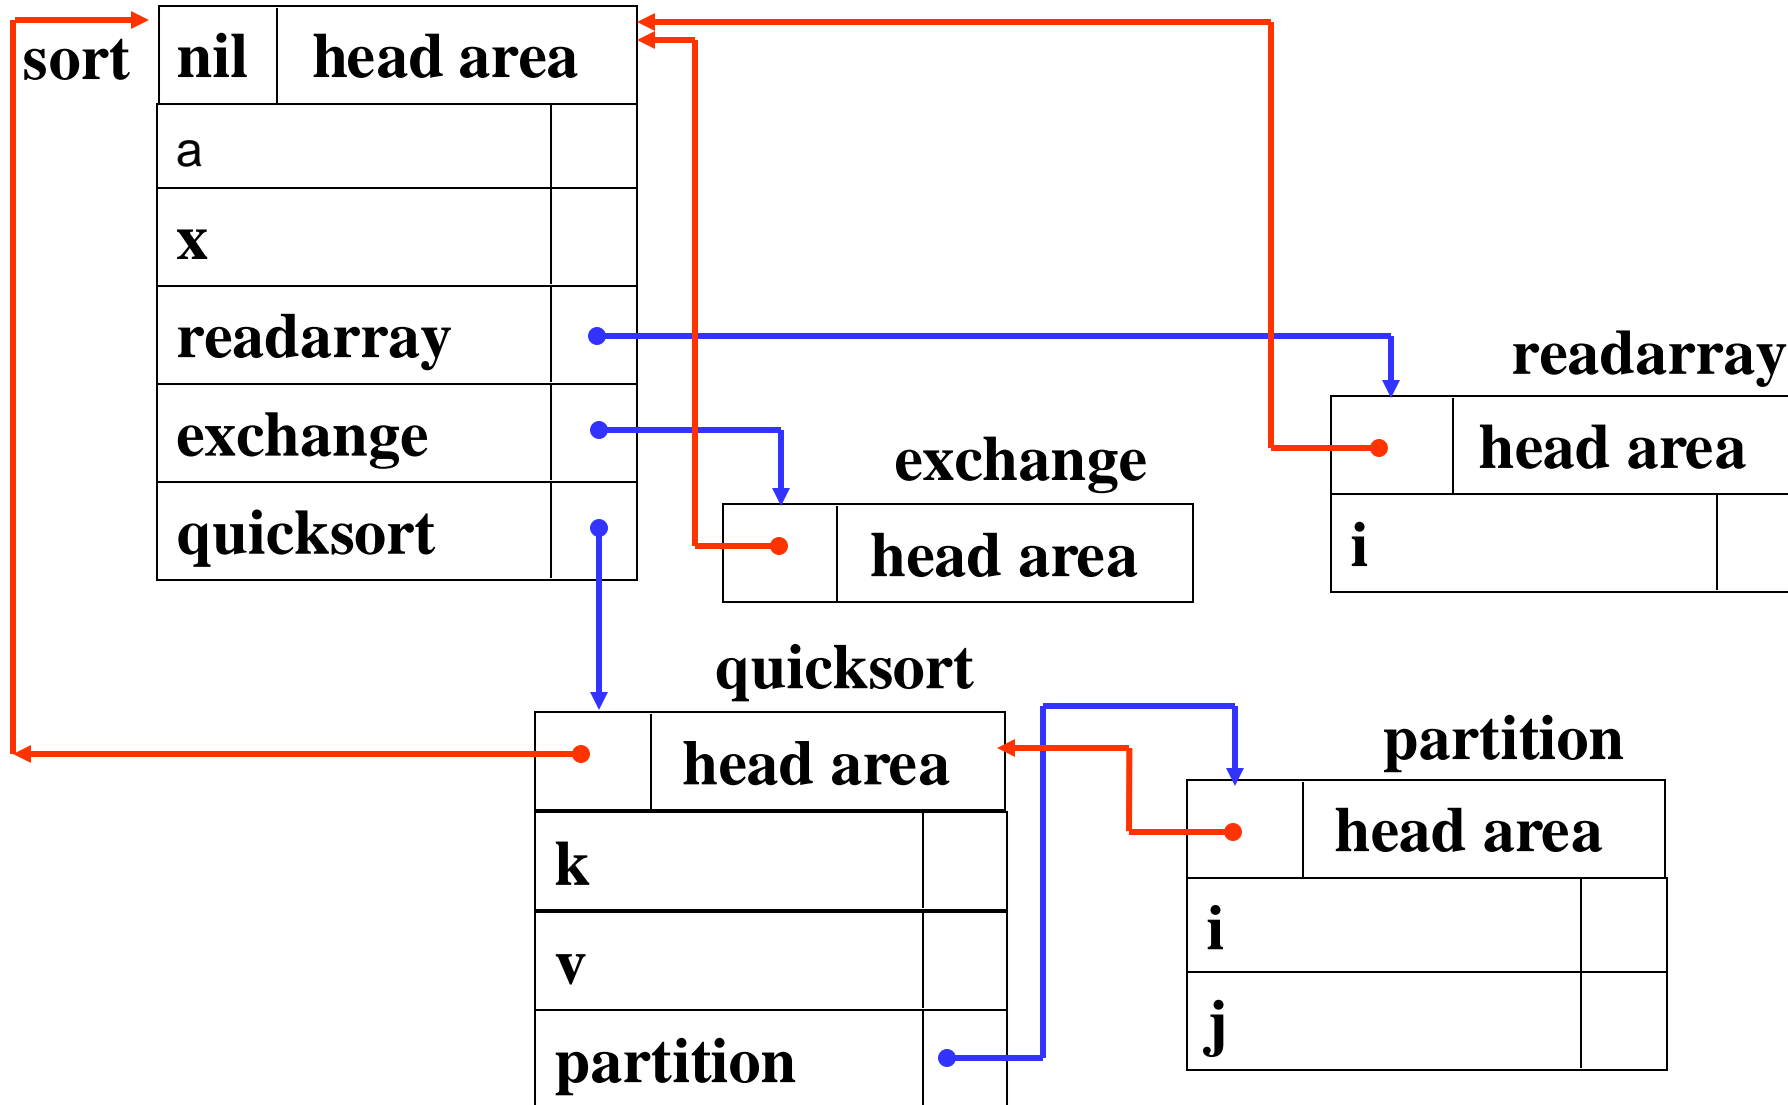 sort
nil head area
a
x
readarray
exchange
quicksort
readarray
head area
i
exchange
head area
quicksort
head area
k
v
partition
partition
head area
i
j